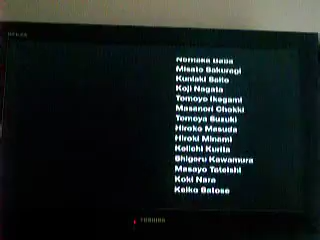 Misato Sakuragi
Kuniaki Saito
Koji Nagata
Tomoyo Ikegami
Masanori Chokki
Tomoya Suzuki
Hiroko Masuda
Hiroki Minami
Keiichi Kurita
Shigeru Kawamura
Masayo Tateishi
Koki Nara
Keiko Satose
TOSHIBA